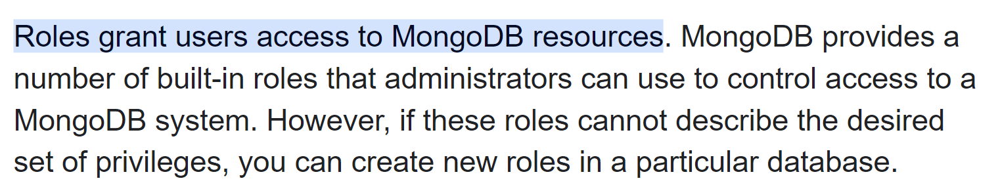 Roles grant users access to MongoDB resources. MongoDB provides a
number of built-in roles that administrators can use to control access to a
MongoDB system. However, if these roles cannot describe the desired
set of privileges, you can create new roles in a particular database.